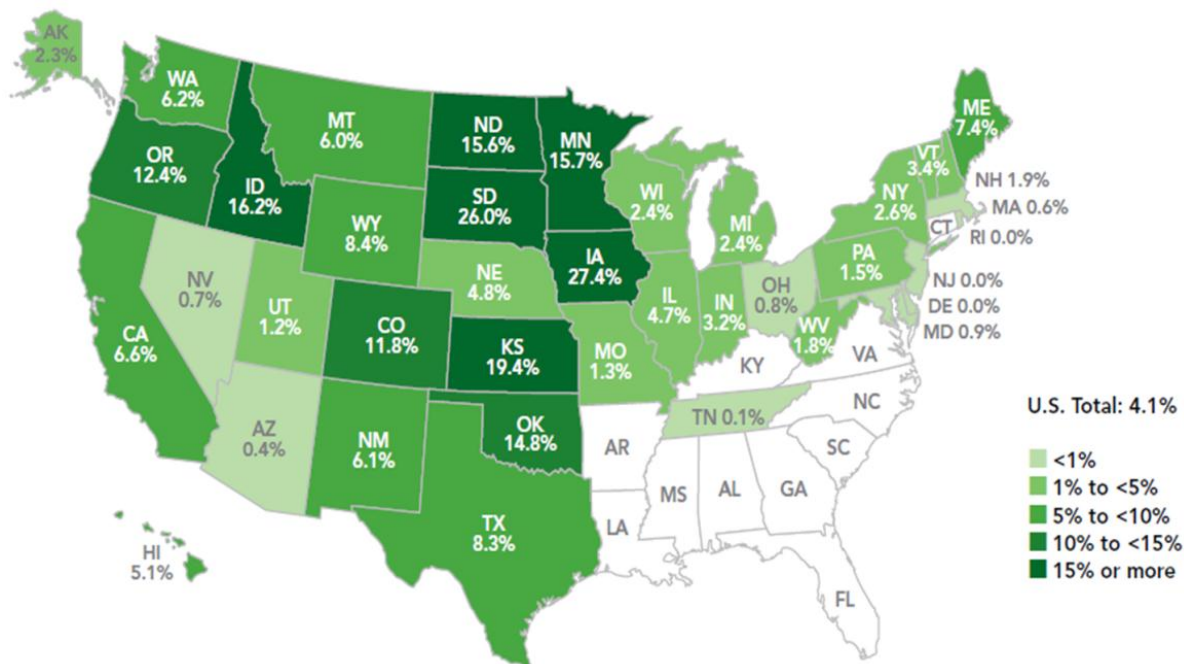 AK
2.3%
WA
6.2%
MT
6.0%
ND
15.6%
MN
15.7%
ME
7.4%
OR
12.4%
ID
16.2%
SD
26.0%
WI
2.4%
MI
2.4%
VT
3.4%
NY
2.6%
NH 1.9%
MA 0.6%
RI 0.0%
CT
WY
8.4%
IA
27.4%
NE
4.8%
PA
1.5%
NJ 0.0%
DE 0.0%
MD 0.9%
NV
0.7%
UT
1.2%
CO
11.8%
KS
19.4%
IL
4.7%
IN
3.2%
OH
0.8%
WV
1.8%
VA
CA
6.6%
MO
1.3%
KY
AZ
0.4%
NM
6.1%
OK
14.8%
AR
TN 0.1%
NC
SC
MS
AL
GA
LA
TX
8.3%
FL
HI
5.1%
U.S. Total: 4.1%
<1%
1% to <5%
5% to <10%
10% to <15%
15% or more